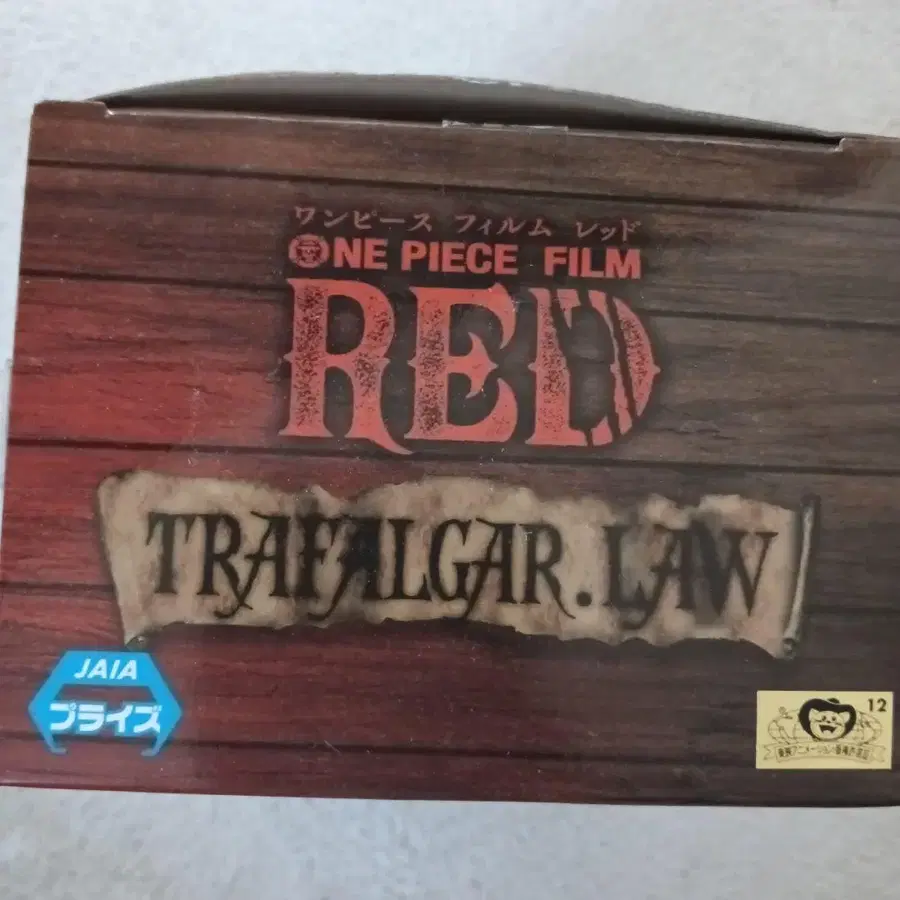 ワンピース フィルム レッド
ONE PIECE FILM
RED
TRAFALGAR.LAW
JAIA
プライズ
12